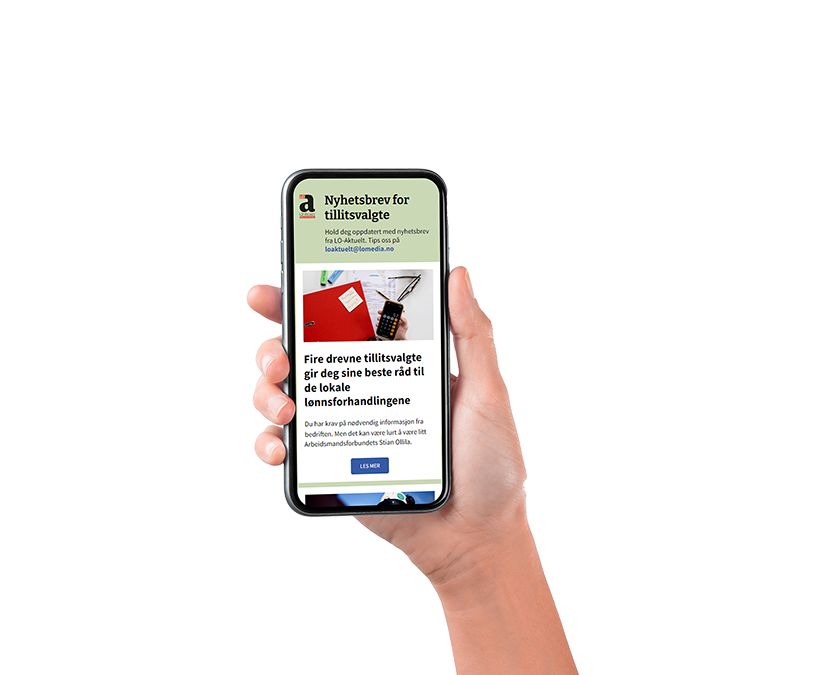 a
Nyhetsbrev for
tillitsvalgte
Hold deg oppdatert med nyhetsbrev
fra LO-Aktuelt. Tips oss på
loaktuelt@lomedia.no
Fire drevne tillitsvalgte
gir deg sine beste råd til
de lokale
lønnsforhandlingene
Du har krav på nødvendig informasjon fra
bedriften. Men det kan være lurt å være litt
Arbeidsmandsforbundets Stian Ollila.
LES MER